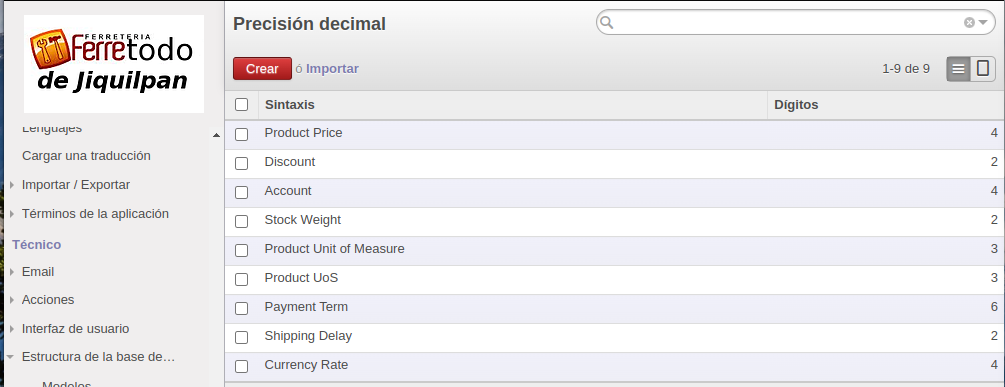 FERRETERIA
Ferretodo
de Jiquilpan
Lenguajes
Cargar una traducción
Importar / Exportar
Términos de la aplicación
Técnico
Email
Acciones
Interfaz de usuario
Estructura de la base de…
Modelos
Precisión decimal
Crear ó Importar
1-9 de 9
Sintaxis Dígitos
Product Price 4
Discount 2
Account 4
Stock Weight 2
Product Unit of Measure 3
Product UoS 3
Payment Term 6
Shipping Delay 2
Currency Rate 4